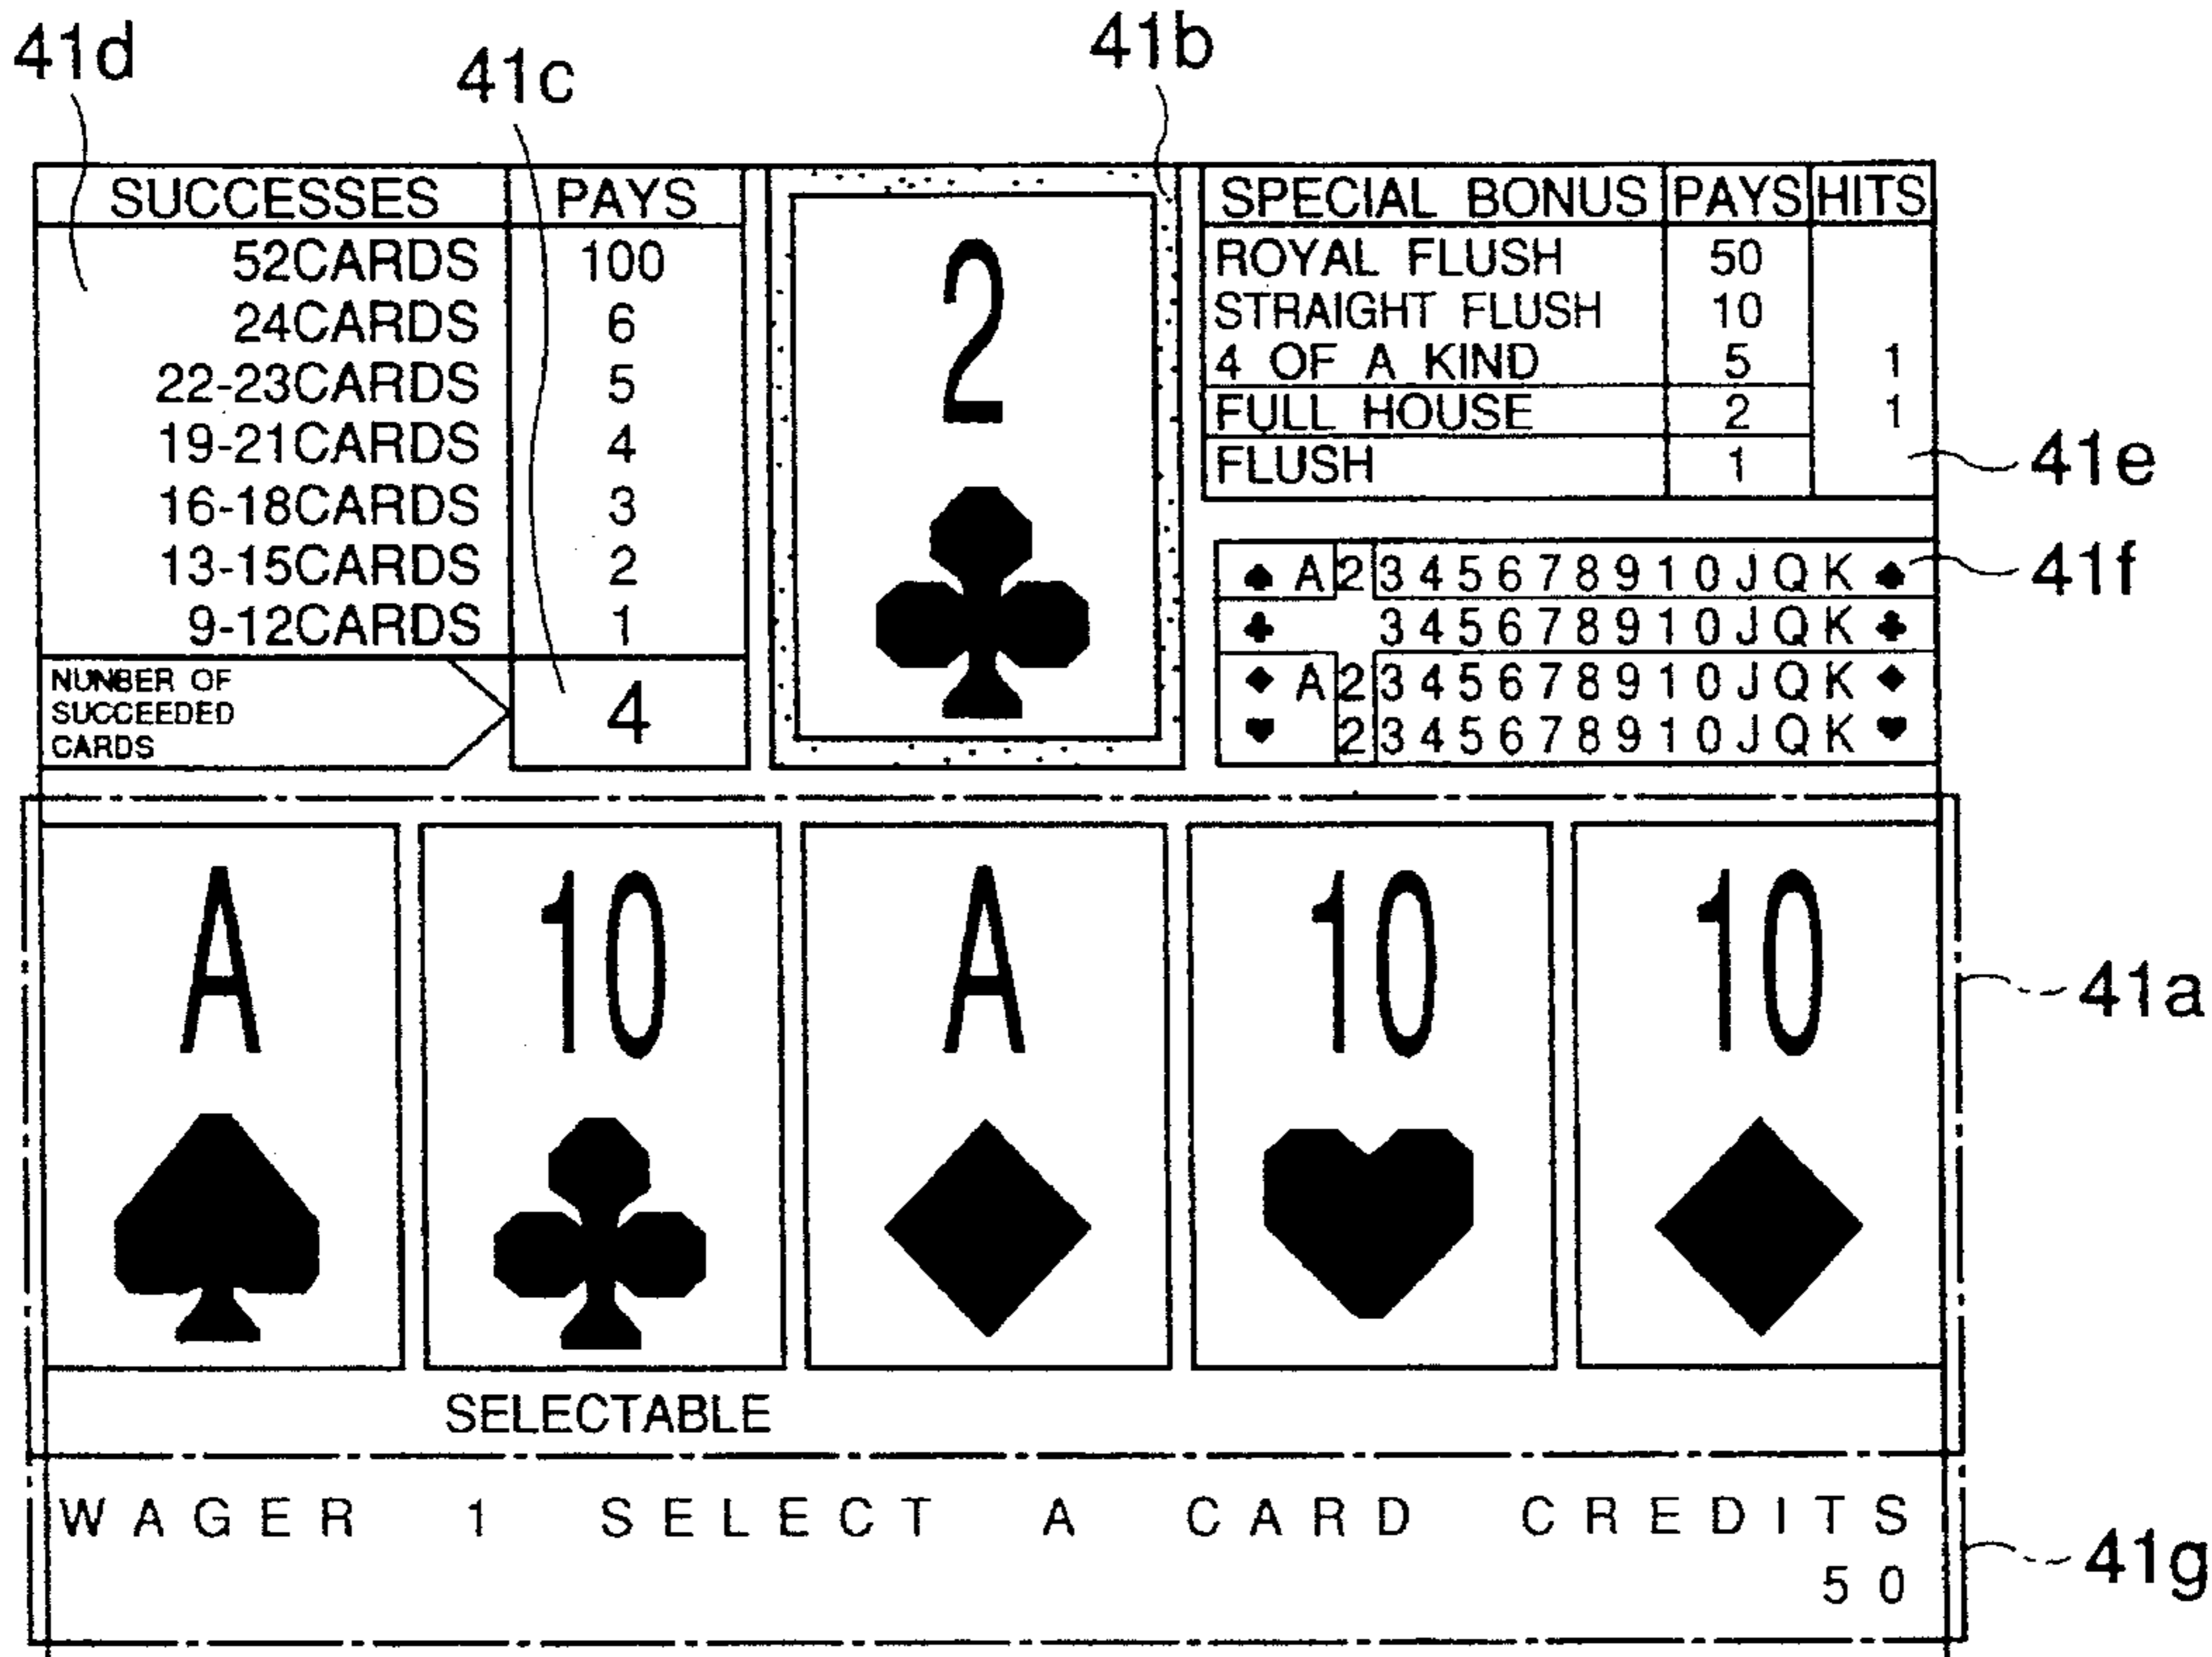 41d
41c
41b
SUCCESSES PAYS
52CARDS 100
24CARDS 6
22-23CARDS 5
19-21CARDS 4
16-18CARDS 3
13-15CARDS 2
9-12CARDS 1
NUNBER OF
SUCCEEDED
CARDS
4
2
♣
SPECIAL BONUS PAYS HITS
ROYAL FLUSH 50
STRAIGHT FLUSH 10
4 OF A KIND 5 1
FULL HOUSE 2 1
FLUSH 1
41e
♠ A 2 3 4 5 6 7 8 9 10 J Q K ♠
41f
♣ 3 4 5 6 7 8 9 10 J Q K ♣
♦ A 2 3 4 5 6 7 8 9 10 J Q K ♦
♥ 2 3 4 5 6 7 8 9 10 J Q K ♥
A 10 A 10 10
♠ ♣ ♦ ♥ ♦
41a
SELECTABLE
WAGER 1 SELECT A CARD CREDITS
50
41g